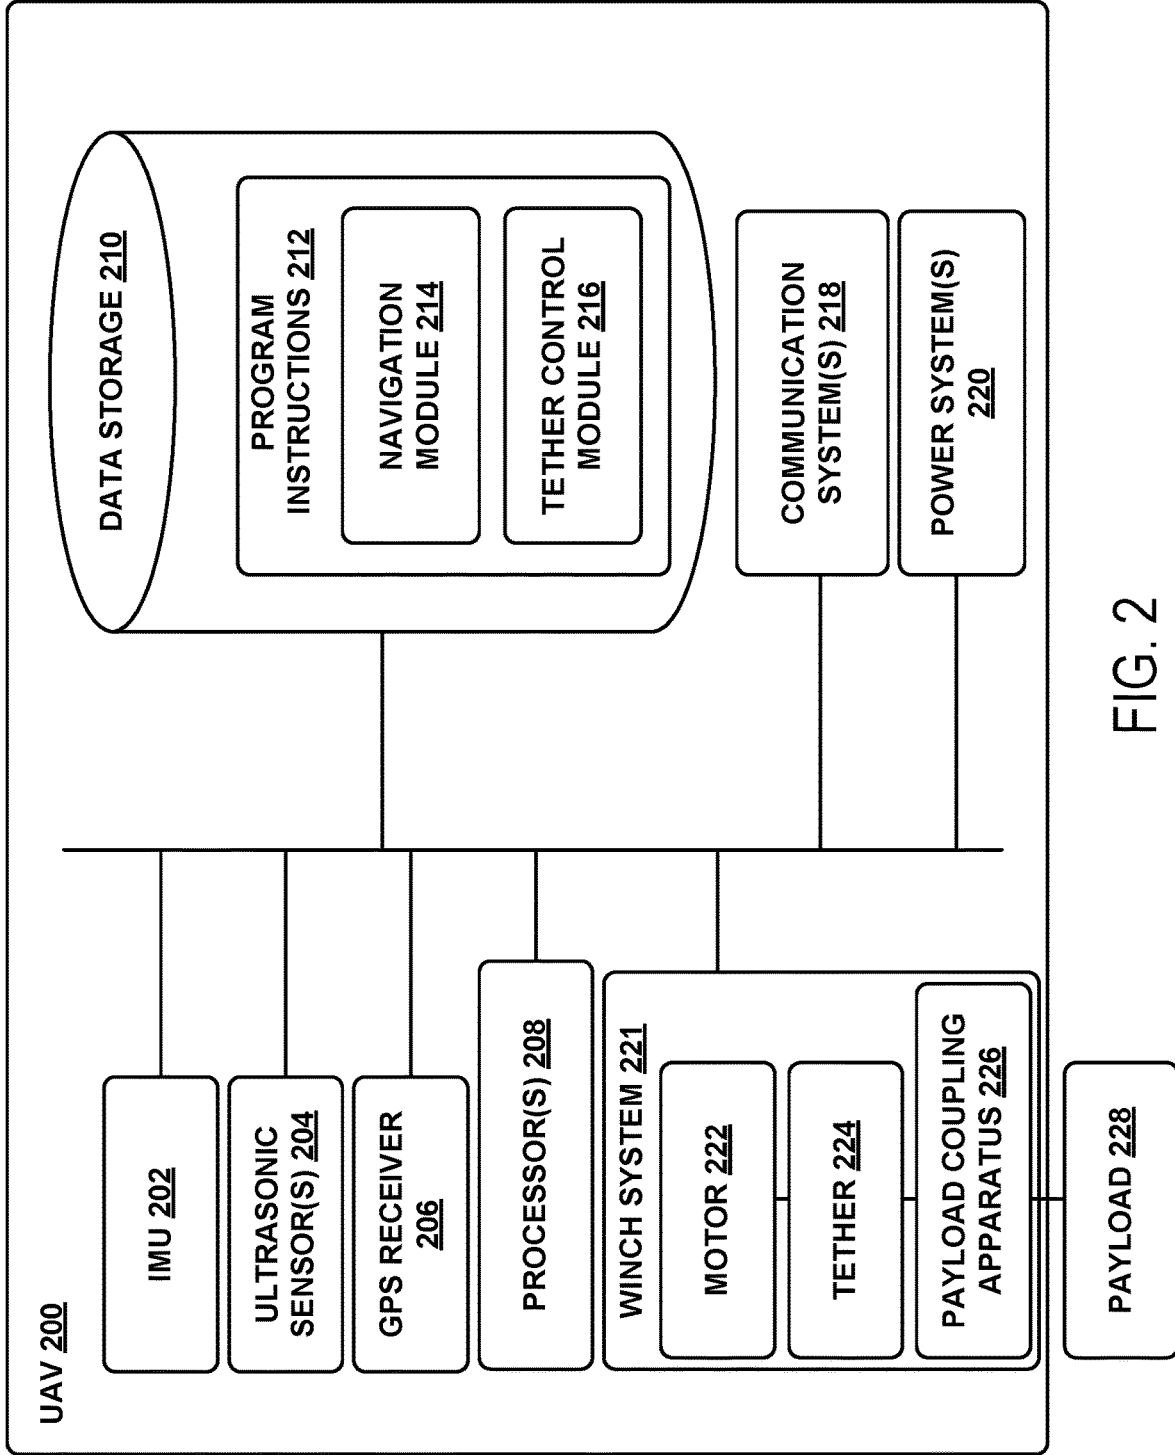 UAV 200
IMU 202
ULTRASONIC
SENSOR(S) 204
GPS RECEIVER
206
PROCESSOR(S) 208
WINCH SYSTEM 221
MOTOR 222
TETHER 224
PAYLOAD COUPLING
APPARATUS 226
PAYLOAD 228
DATA STORAGE 210
PROGRAM
INSTRUCTIONS 212
NAVIGATION
MODULE 214
TETHER CONTROL
MODULE 216
COMMUNICATION
SYSTEM(S) 218
POWER SYSTEM(S)
220
FIG. 2